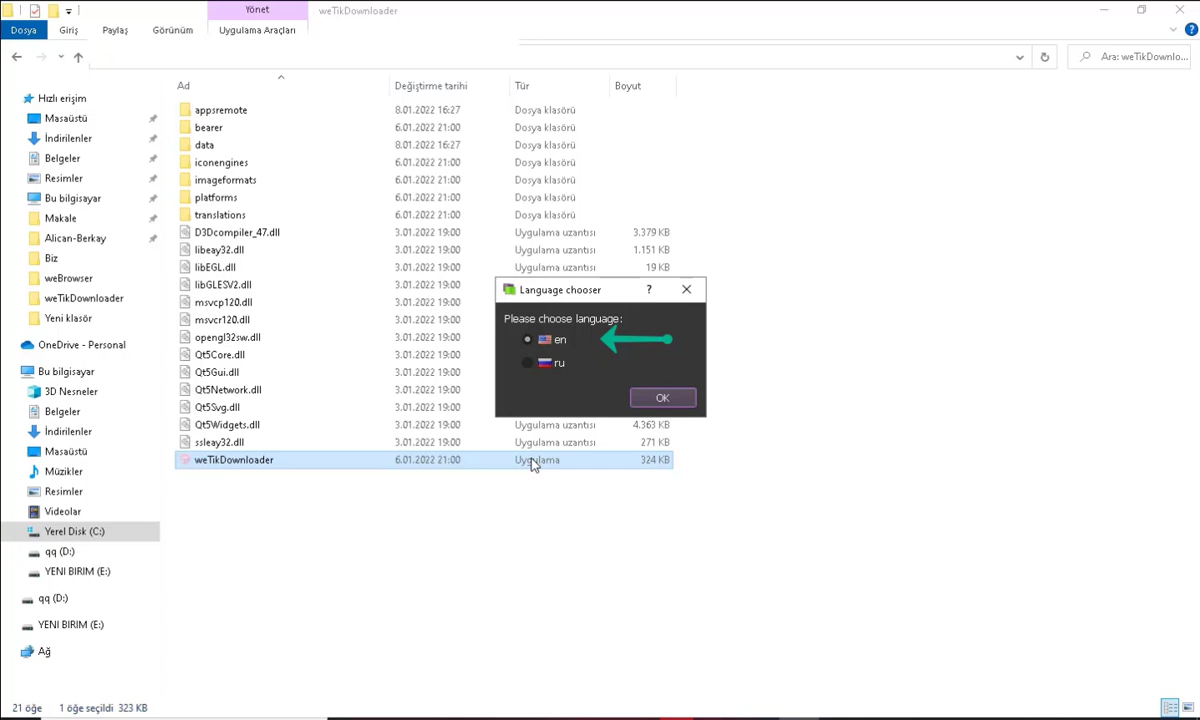 Yönet
weTikDownloader
Dosya Giriş Paylaş Görünüm Uygulama Araçları
Ara: weTikDownlo...
Hızlı erişim
Masaüstü
İndirilenler
Belgeler
Resimler
Bu bilgisayar
Makale
Alican-Berkay
Biz
weBrowser
weTikDownloader
Yeni klasör
OneDrive - Personal
Bu bilgisayar
3D Nesneler
Belgeler
İndirilenler
Masaüstü
Müzikler
Resimler
Videolar
Yerel Disk (C:)
qq (D:)
YENI BIRIM (E:)
qq (D:)
YENI BIRIM (E:)
Ağ
Ad Değiştirme tarihi Tür Boyut
appsremote 8.01.2022 16:27 Dosya klasörü
bearer 6.01.2022 21:00 Dosya klasörü
data 8.01.2022 16:27 Dosya klasörü
iconengines 6.01.2022 21:00 Dosya klasörü
imageformats 6.01.2022 21:00 Dosya klasörü
platforms 6.01.2022 21:00 Dosya klasörü
translations 6.01.2022 21:00 Dosya klasörü
D3Dcompiler_47.dll 3.01.2022 19:00 Uygulama uzantısı 3.379 KB
libeay32.dll 3.01.2022 19:00 Uygulama uzantısı 1.151 KB
libEGL.dll 3.01.2022 19:00 Uygulama uzantısı 19 KB
libGLESV2.dll 3.01.2022 19:00
msvcp120.dll 3.01.2022 19:00
msvcr120.dll 3.01.2022 19:00
opengl32sw.dll 3.01.2022 19:00
Qt5Core.dll 3.01.2022 19:00
Qt5Gui.dll 3.01.2022 19:00
Qt5Network.dll 3.01.2022 19:00
Qt5Svg.dll 3.01.2022 19:00
Qt5Widgets.dll 3.01.2022 19:00 Uygulama uzantısı 4.363 KB
ssleay32.dll 3.01.2022 19:00 Uygulama uzantısı 271 KB
weTikDownloader 6.01.2022 21:00 Uygulama 324 KB
Language chooser ?
Please choose language:
en
ru
OK
21 öğe 1 öğe seçildi 323 KB